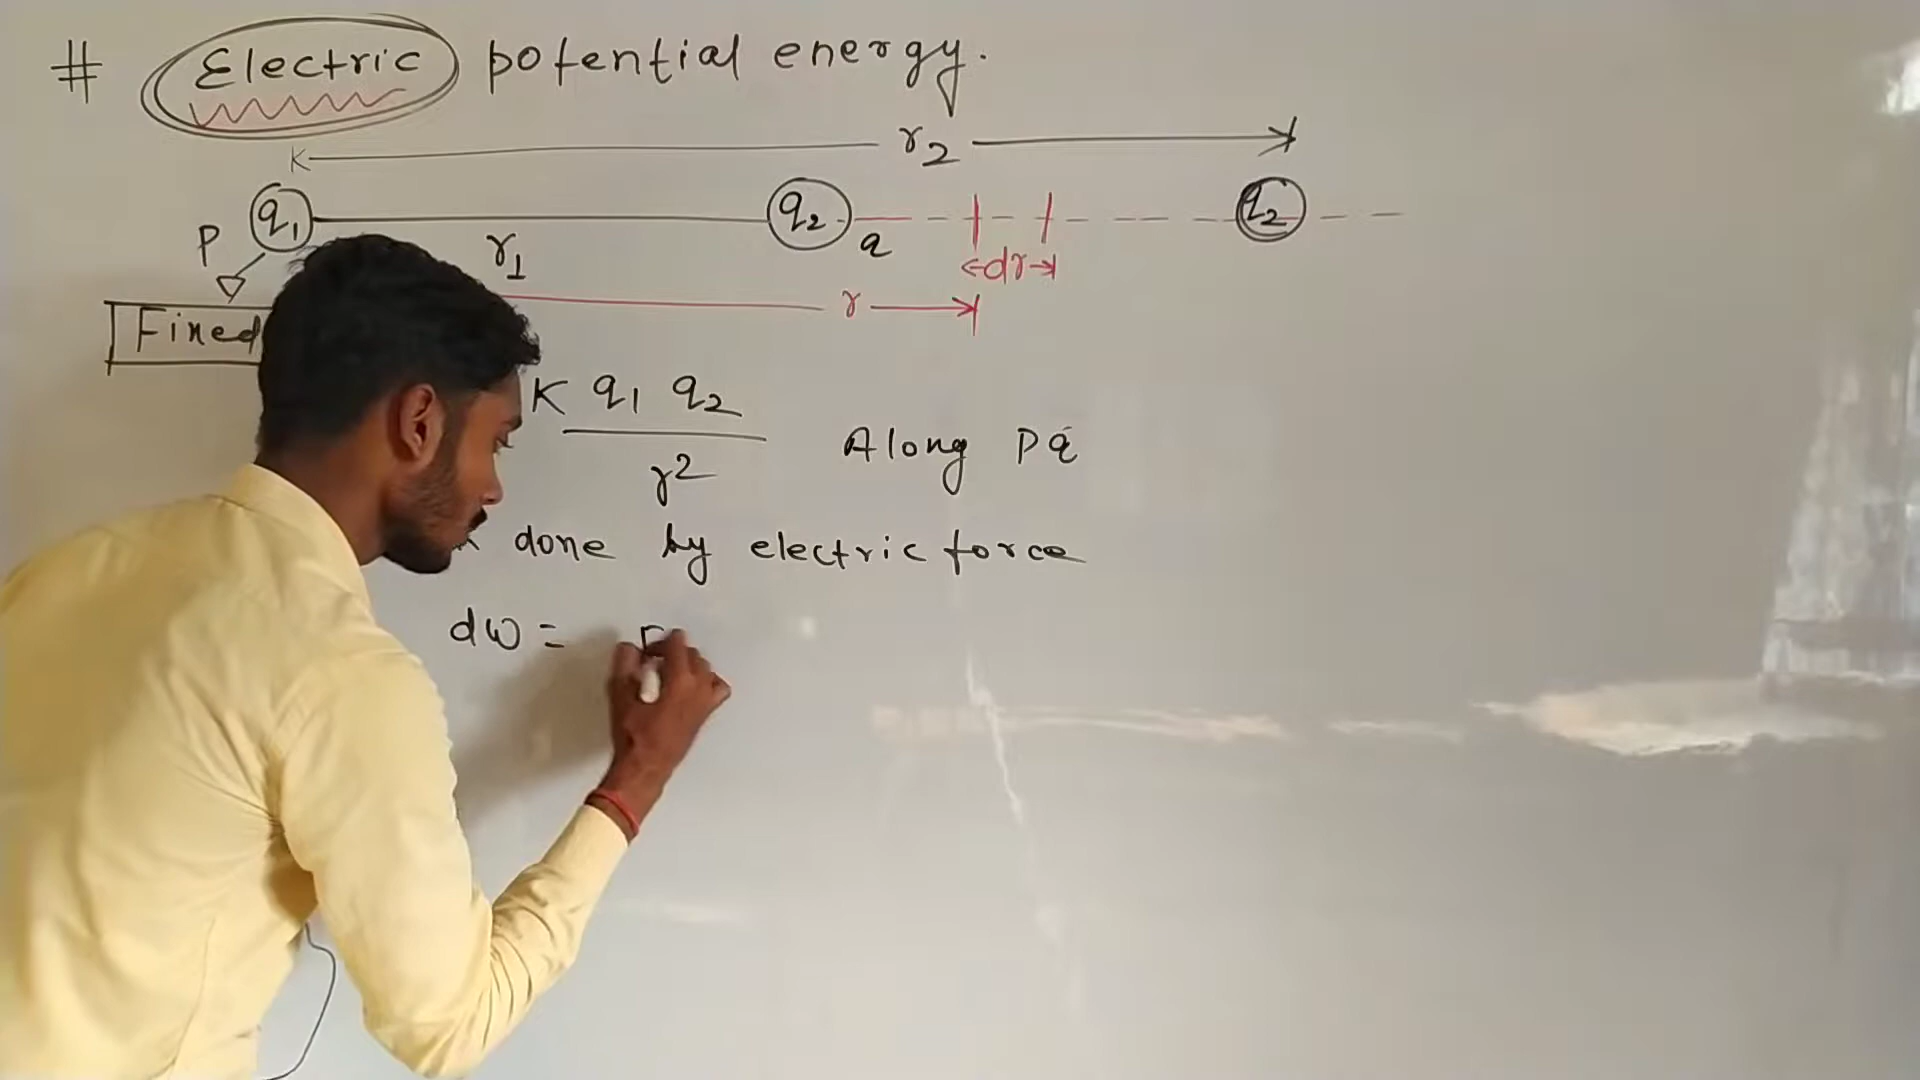 # Electric potential energy.
r2
q1 q2 q2
P r1 q
dr
r
Fixed
K q1 q2
r2 Along Pq
done by electric force
dw = F